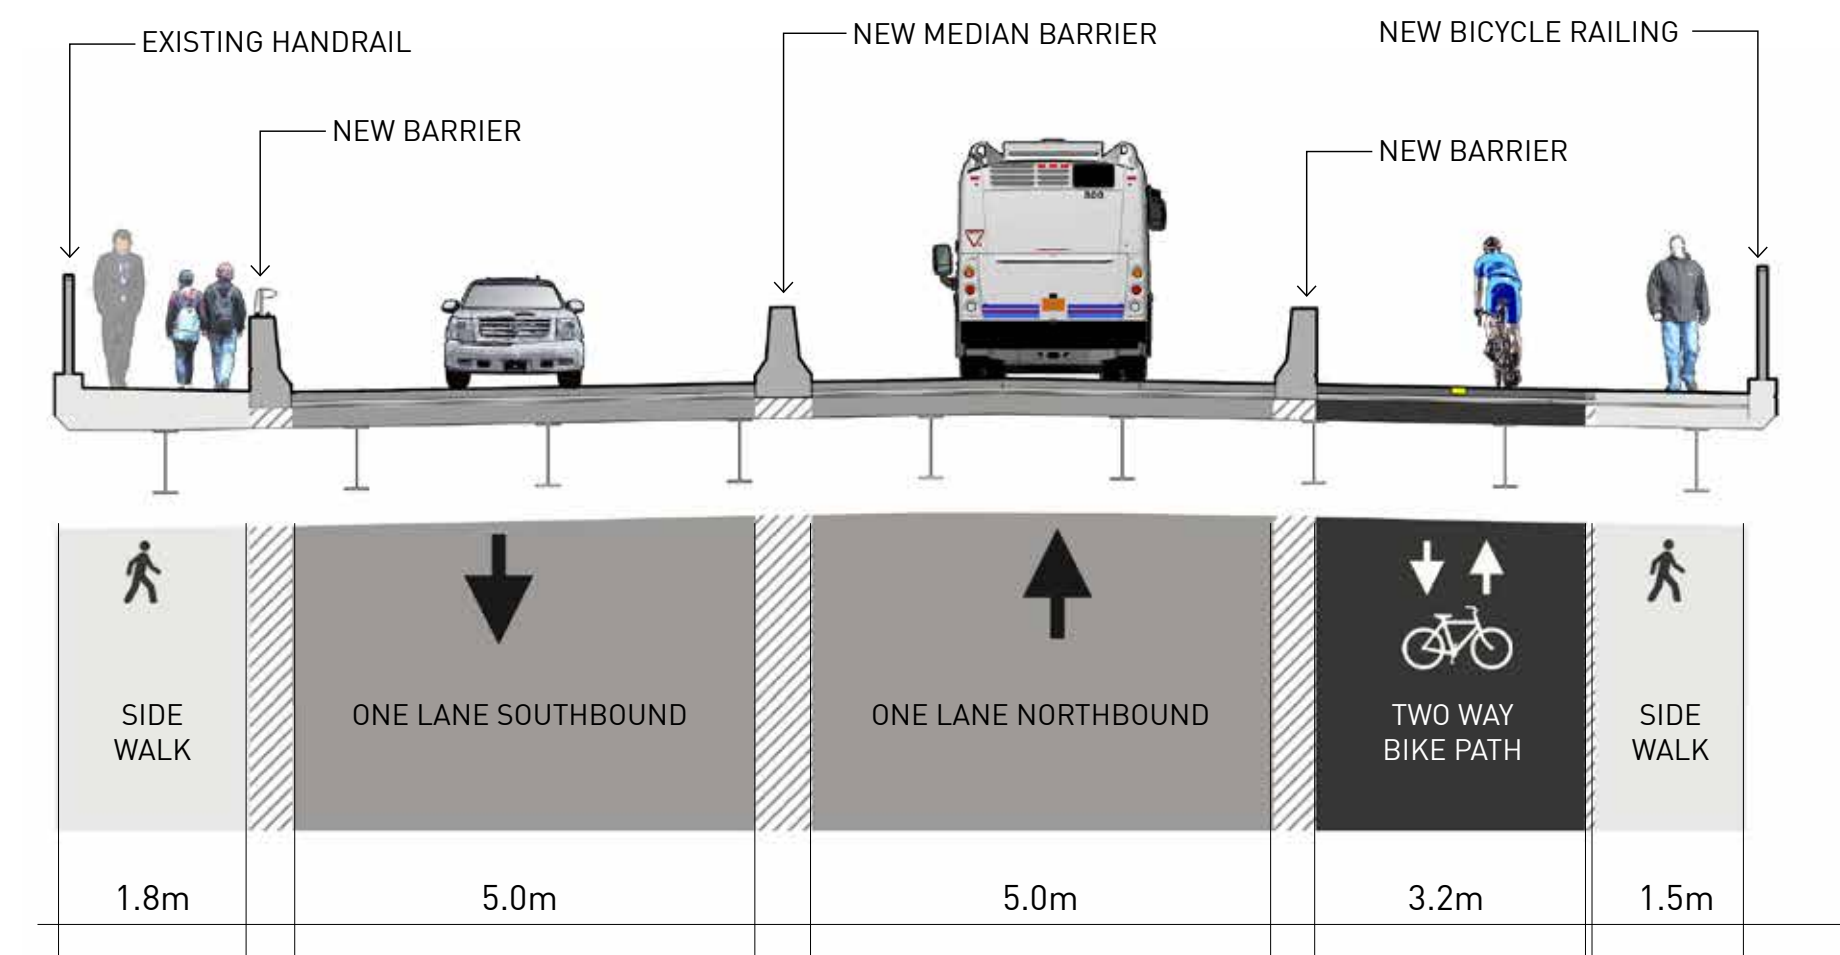 EXISTING HANDRAIL
NEW MEDIAN BARRIER
NEW BICYCLE RAILING
NEW BARRIER
NEW BARRIER
800
SIDE
WALK
ONE LANE SOUTHBOUND
ONE LANE NORTHBOUND
TWO WAY
BIKE PATH
SIDE
WALK
1.8m
5.0m
5.0m
3.2m
1.5m